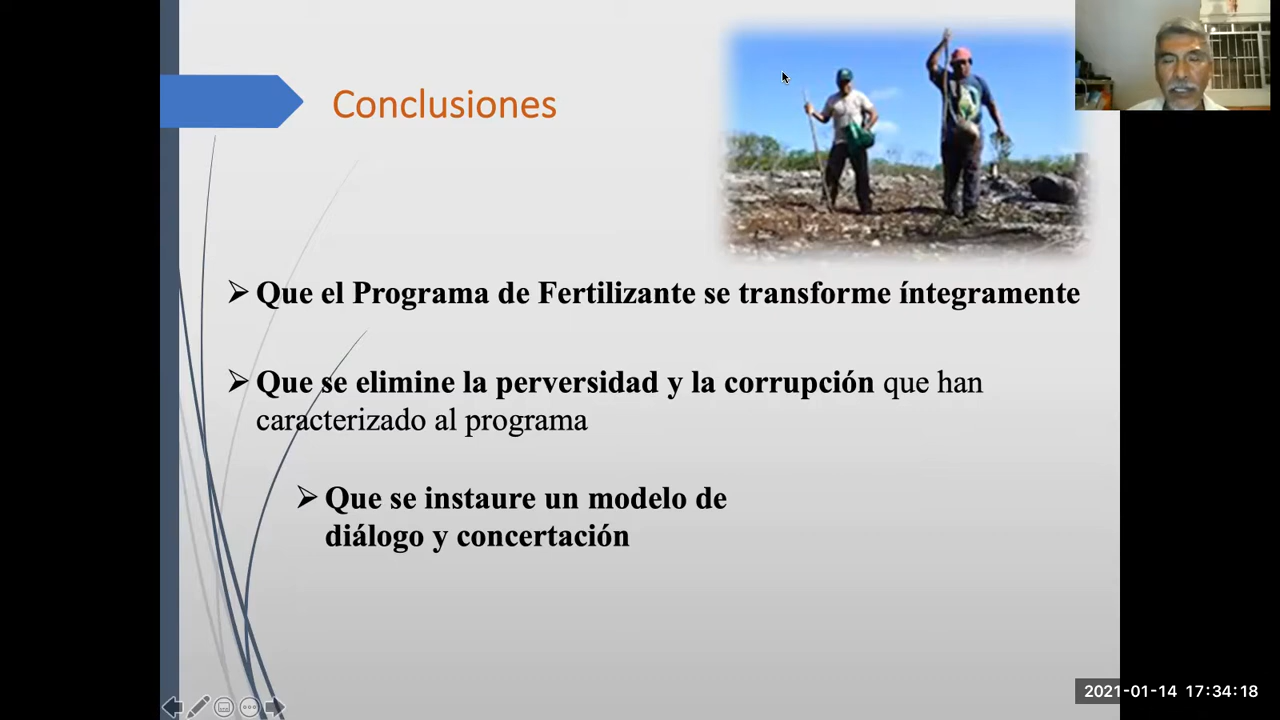 Conclusiones
➢ Que el Programa de Fertilizante se transforme íntegramente
➢ Que se elimine la perversidad y la corrupción que han
caracterizado al programa
➢ Que se instaure un modelo de
diálogo y concertación
2021-01-14 17:34:18